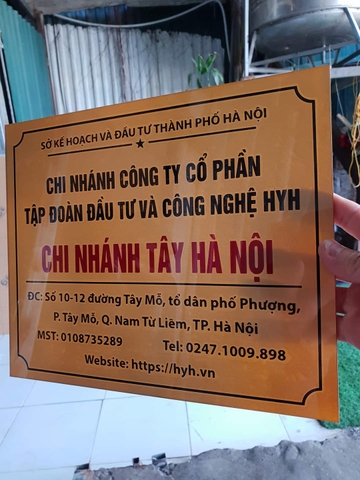 SỞ KẾ HOẠCH VÀ ĐẦU TƯ THÀNH PHỐ HÀ NỘI
CHI NHÁNH CÔNG TY CỔ PHẦN
TẬP ĐOÀN ĐẦU TƯ VÀ CÔNG NGHỆ HYH
CHI NHÁNH TÂY HÀ NỘI
ĐC: Số 10-12 đường Tây Mỗ, tổ dân phố Phượng,
P. Tây Mỗ, Q. Nam Từ Liêm, TP. Hà Nội
MST: 0108735289 Tel: 0247.1009.898
Website: https://hyh.vn